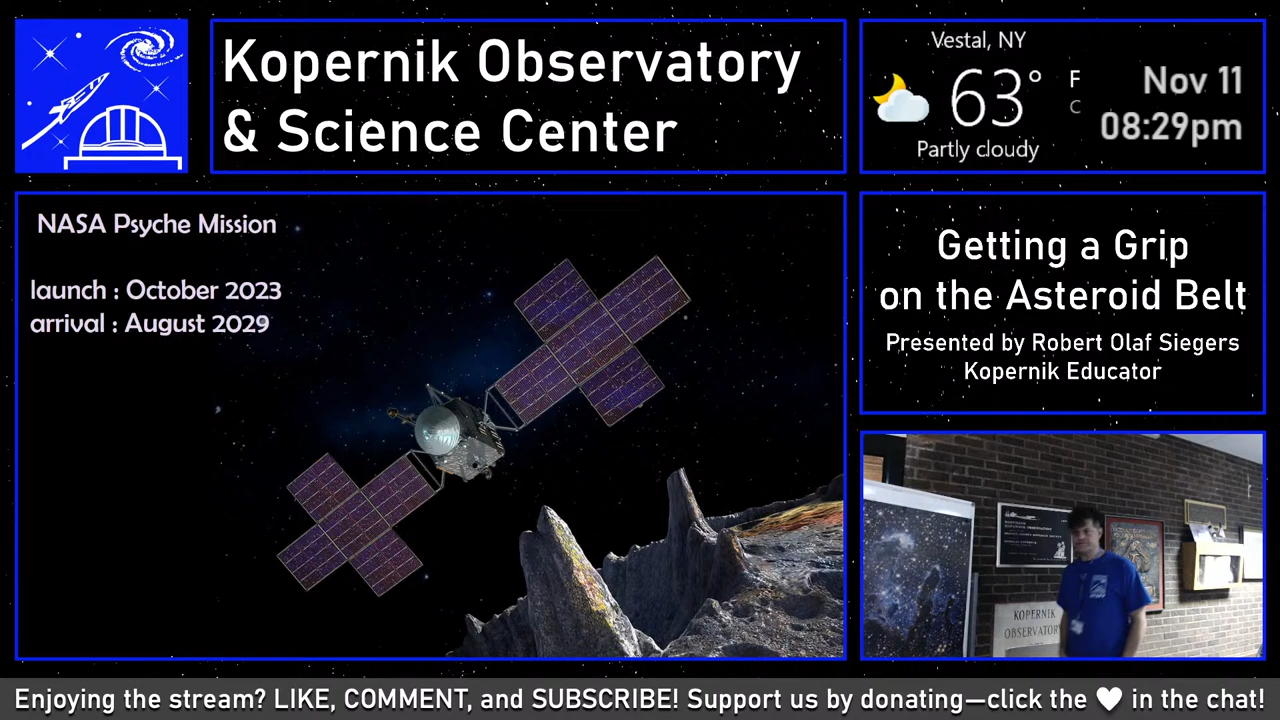 Kopernik Observatory
& Science Center
Vestal, NY
63° F
C
Partly cloudy
Nov 11
08:29pm
NASA Psyche Mission
launch : October 2023
arrival : August 2029
Getting a Grip
on the Asteroid Belt
Presented by Robert Olaf Siegers
Kopernik Educator
KOPERNIK
OBSERVATORY
Enjoying the stream? LIKE, COMMENT, and SUBSCRIBE! Support us by donating—click the ♥ in the chat!